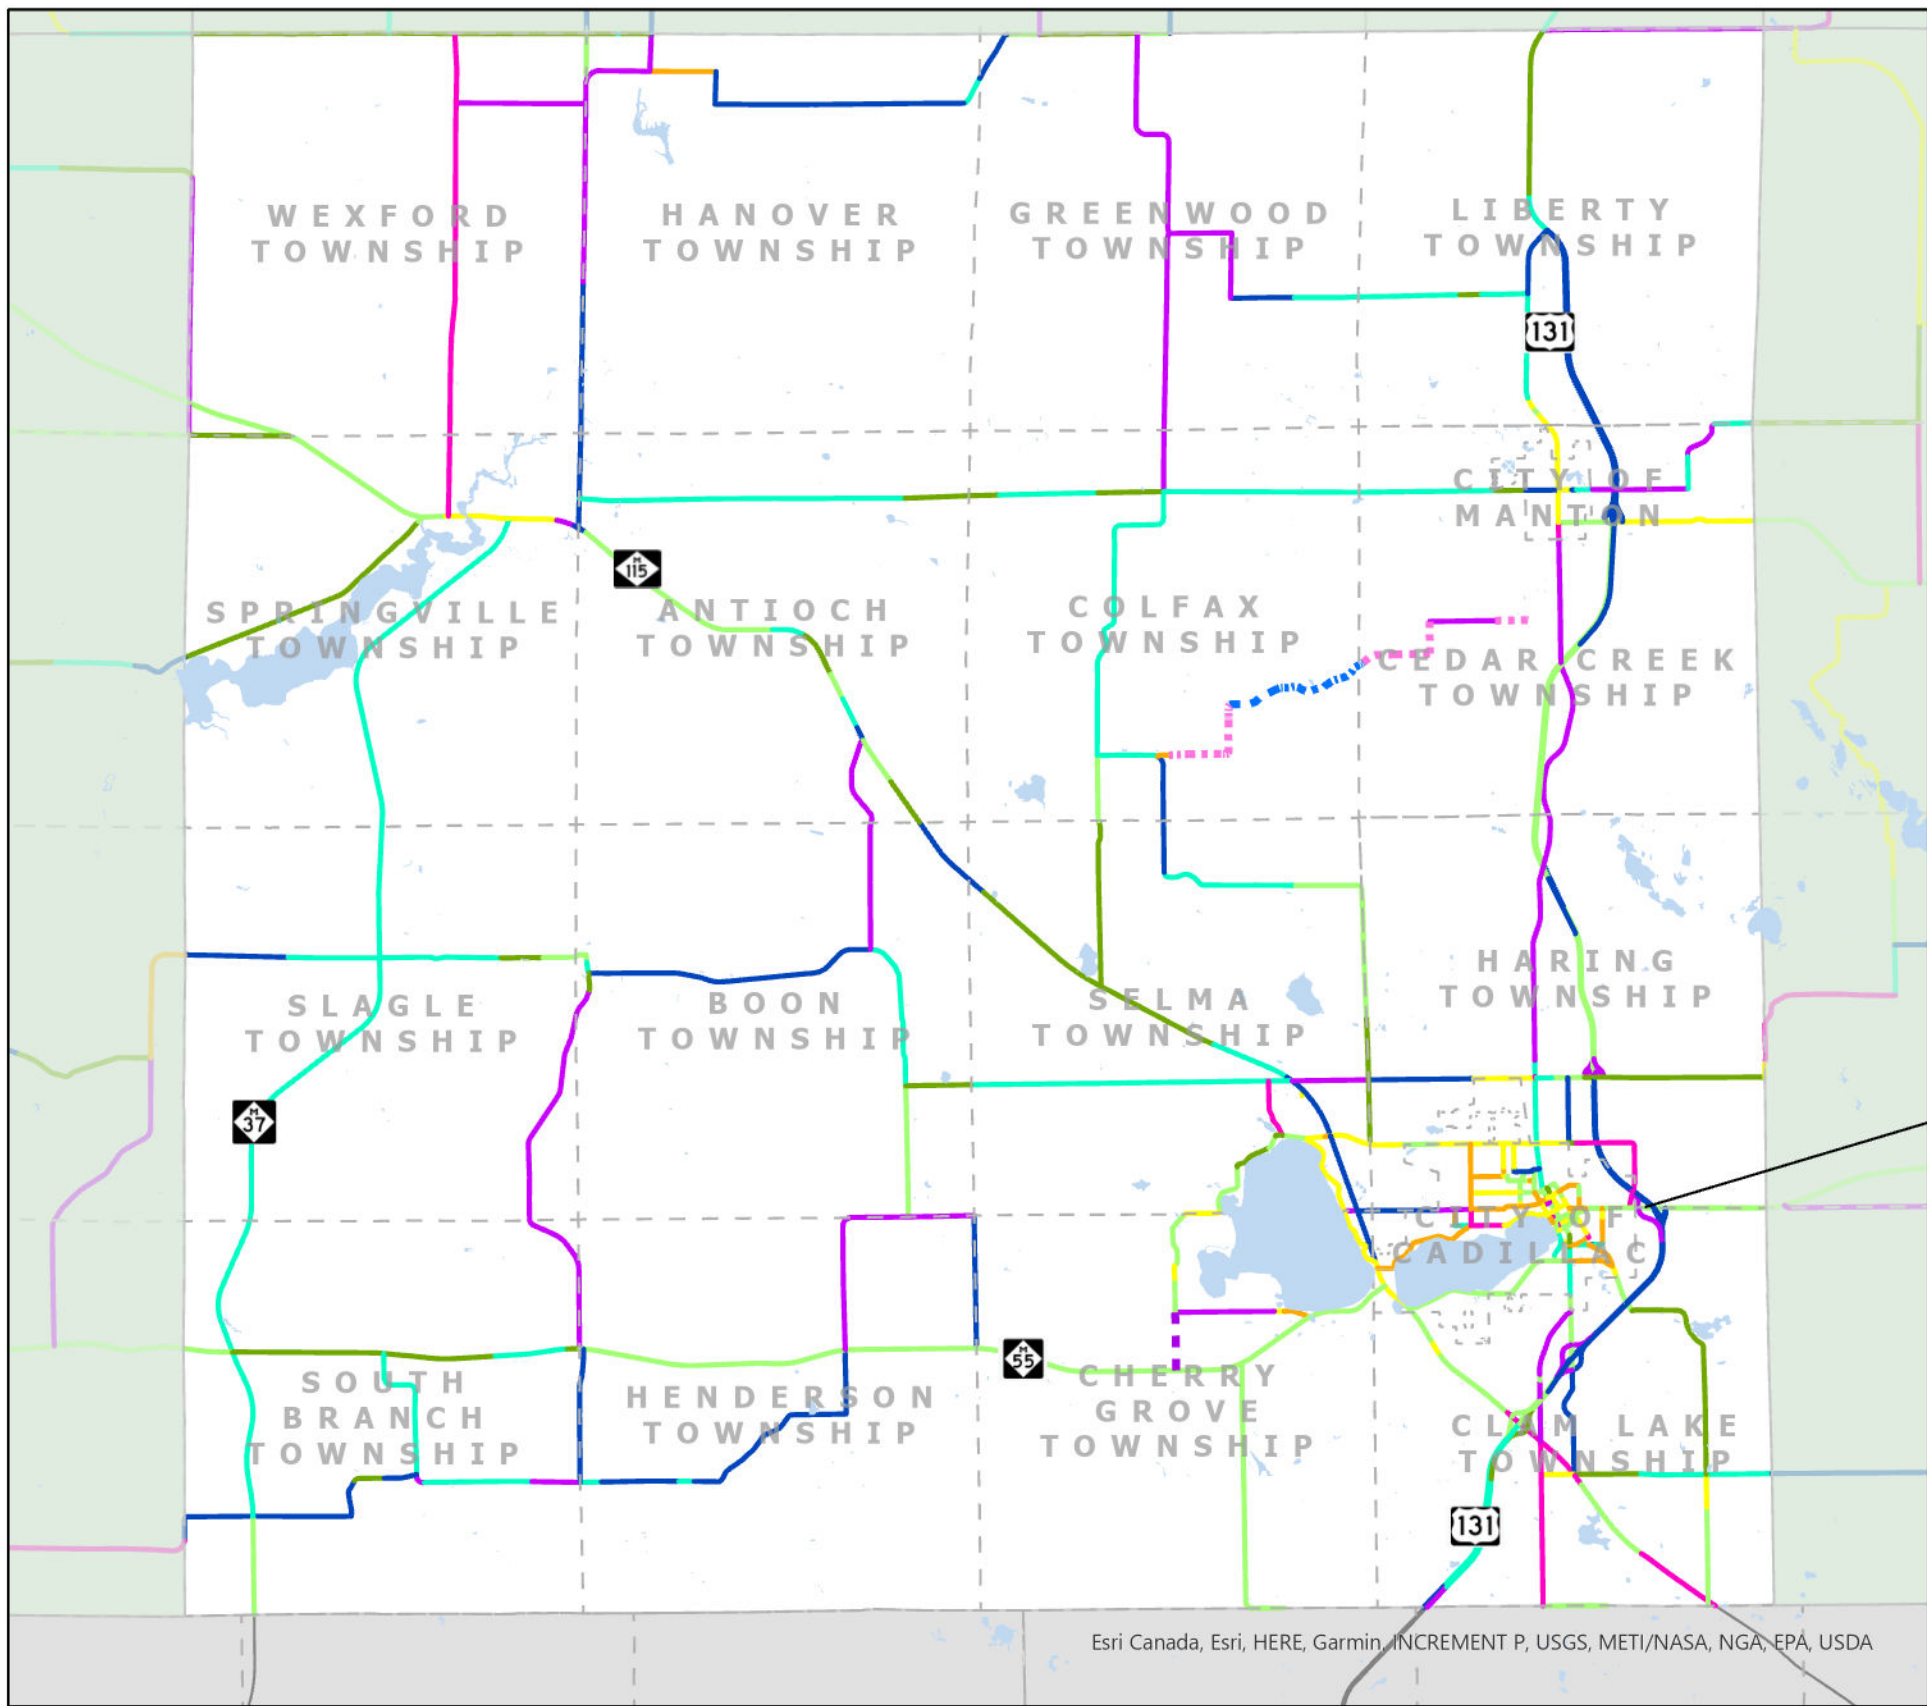 WEXFORD
TOWNSHIP
HANOVER
TOWNSHIP
GREENWOOD
TOWNSHIP
LIBERTY
TOWNSHIP
131
CITY OF
MANTON
M
115
SPRINGVILLE
TOWNSHIP
ANTIOCH
TOWNSHIP
COLFAX
TOWNSHIP
CEDAR CREEK
TOWNSHIP
SLAGLE
TOWNSHIP
BOON
TOWNSHIP
SELMA
TOWNSHIP
HARING
TOWNSHIP
M
37
CITY OF
CADILLAC
M
55
SOUTH
BRANCH
TOWNSHIP
HENDERSON
TOWNSHIP
CHERRY
GROVE
TOWNSHIP
CLAM LAKE
TOWNSHIP
131
Esri Canada, Esri, HERE, Garmin, INCREMENT P, USGS, METI/NASA, NGA, EPA, USDA